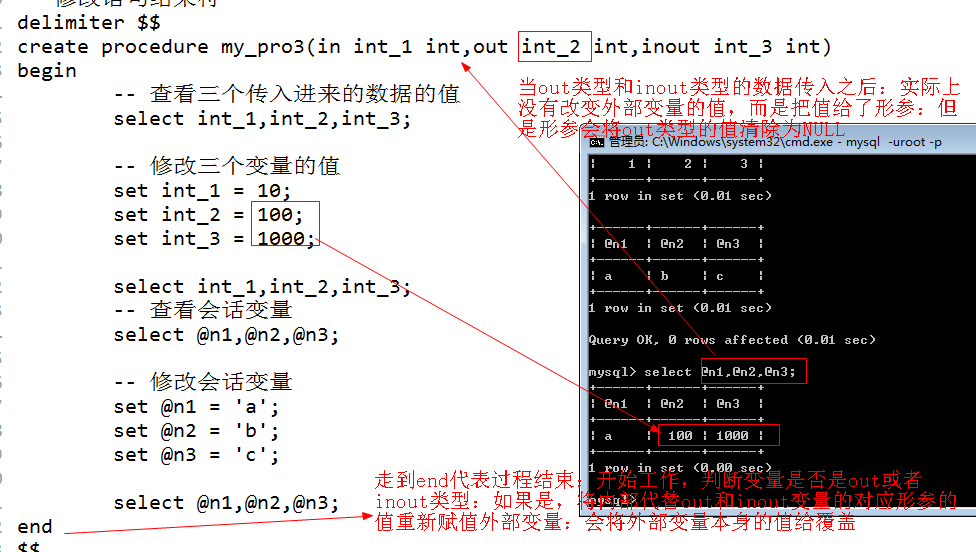 delimiter $$
create procedure my_pro3(in int_1 int,out int_2 int,inout int_3 int)
begin
-- 查看三个传入进来的数据的值
select int_1,int_2,int_3;
-- 修改三个变量的值
set int_1 = 10;
set int_2 = 100;
set int_3 = 1000;
select int_1,int_2,int_3;
-- 查看会话变量
select @n1,@n2,@n3;
-- 修改会话变量
set @n1 = 'a';
set @n2 = 'b';
set @n3 = 'c';
select @n1,@n2,@n3;
end
$$
当out类型和inout类型的数据传入之后：实际上
没有改变外部变量的值，而是把值给了形参：但
是形参会将out类型的值清除为NULL
管理员: C:\Windows\system32\cmd.exe - mysql -uroot -p
| 1 | 2 | 3 |
+------+------+------+
1 row in set (0.01 sec)
+------+------+------+
| @n1 | @n2 | @n3 |
+------+------+------+
| a | b | c |
+------+------+------+
1 row in set (0.01 sec)
Query OK, 0 rows affected (0.01 sec)
mysql> select @n1,@n2,@n3;
+------+------+------+
| @n1 | @n2 | @n3 |
+------+------+------+
| a | 100 | 1000 |
+------+------+------+
1 row in set (0.00 sec)
mysql>
走到end代表过程结束：开始工作，判断变量是否是out或者
inout类型：如果是，将内部代替out和inout变量的对应形参的
值重新赋值外部变量：会将外部变量本身的值给覆盖